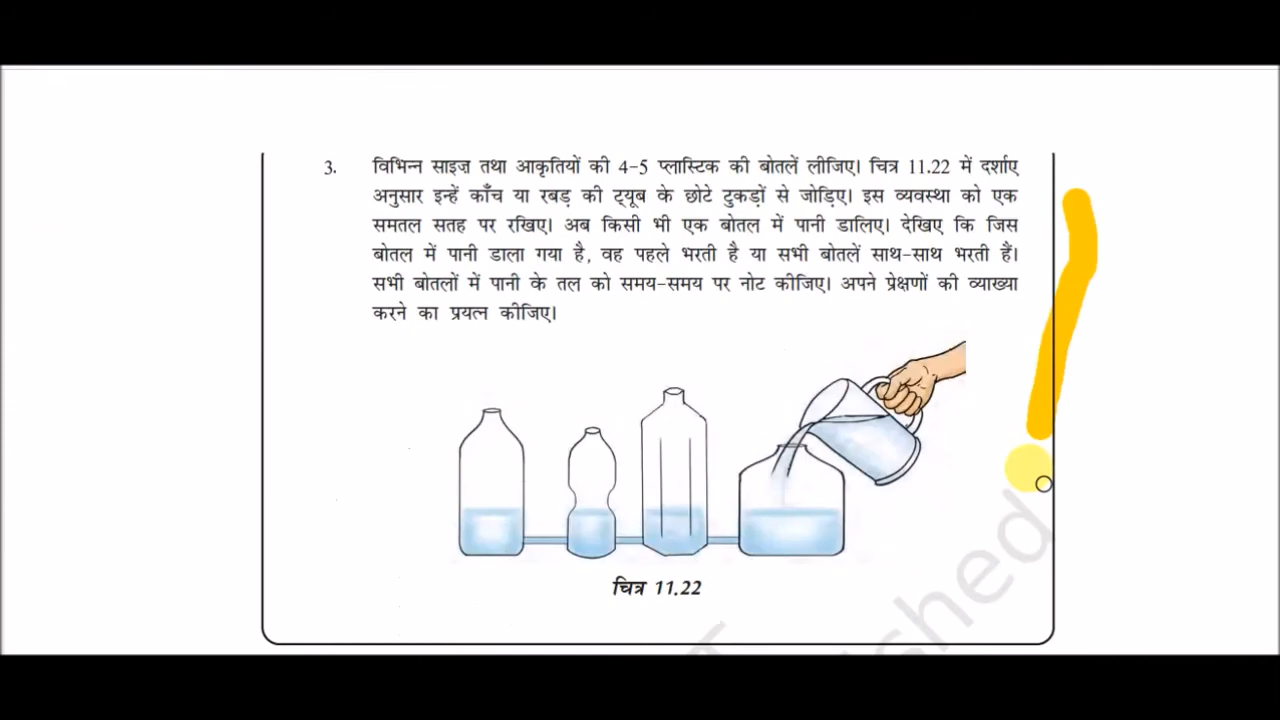 3. विभिन्न साइज़ तथा आकृतियों की 4-5 प्लास्टिक की बोतलें लीजिए। चित्र 11.22 में दर्शाए
अनुसार इन्हें काँच या रबड़ की ट्यूब के छोटे टुकड़ों से जोड़िए। इस व्यवस्था को एक
समतल सतह पर रखिए। अब किसी भी एक बोतल में पानी डालिए। देखिए कि जिस
बोतल में पानी डाला गया है, वह पहले भरती है या सभी बोतलें साथ-साथ भरती हैं।
सभी बोतलों में पानी के तल को समय-समय पर नोट कीजिए। अपने प्रेक्षणों की व्याख्या
करने का प्रयत्न कीजिए।
चित्र 11.22